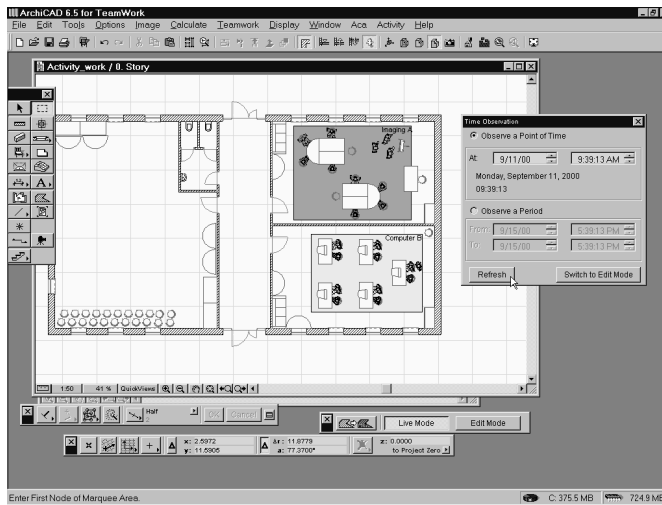 ArchiCAD 6.5 for TeamWork
File Edit Tools Options Image Calculate Teamwork Display Window Aca Activity Help
Activity_work / 0. Story
Imaging A
Computer B
Time Observation
Observe a Point of Time
At: 9/11/00 9:39:13 AM
Monday, September 11, 2000
09:39:13
Observe a Period
From: 9/15/00 5:39:13 PM
To: 9/15/00 5:39:13 PM
Refresh Switch to Edit Mode
1:50 41 % QuickViews
Half
2
OK Cancel
Live Mode Edit Mode
x: 2.5972 Δr: 11.8779 z: 0.0000
y: 11.5905 a: 77.3700° to Project Zero
Enter First Node of Marquee Area. C: 375.5 MB 724.9 MB